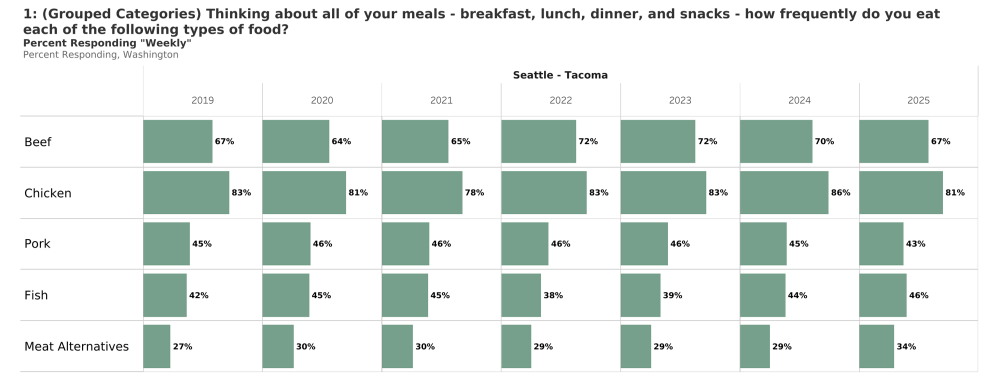 1: (Grouped Categories) Thinking about all of your meals - breakfast, lunch, dinner, and snacks - how frequently do you eat
each of the following types of food?
Percent Responding "Weekly"
Percent Responding, Washington
Seattle - Tacoma
2019 2020 2021 2022 2023 2024 2025
Beef 67% 64% 65% 72% 72% 70% 67%
Chicken 83% 81% 78% 83% 83% 86% 81%
Pork 45% 46% 46% 46% 46% 45% 43%
Fish 42% 45% 45% 38% 39% 44% 46%
Meat Alternatives 27% 30% 30% 29% 29% 29% 34%